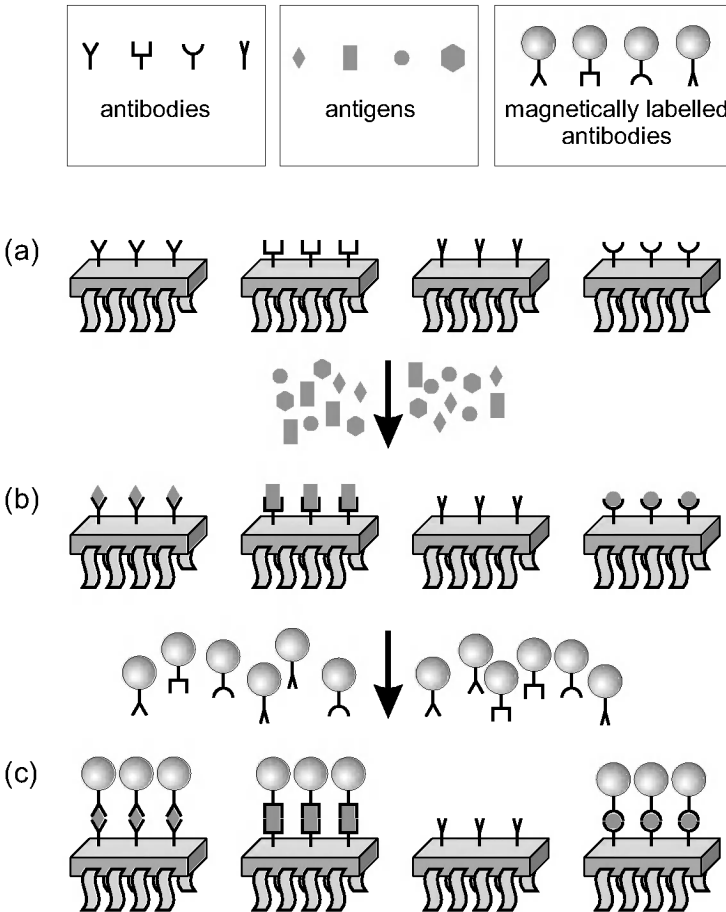 antibodies
antigens
magnetically labelled
antibodies
(a)
(b)
(c)